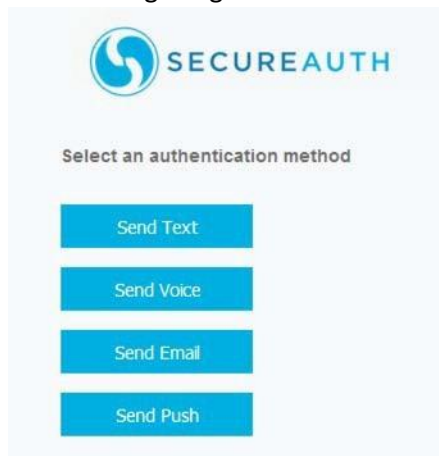 SECUREAUTH
Select an authentication method
Send Text
Send Voice
Send Email
Send Push